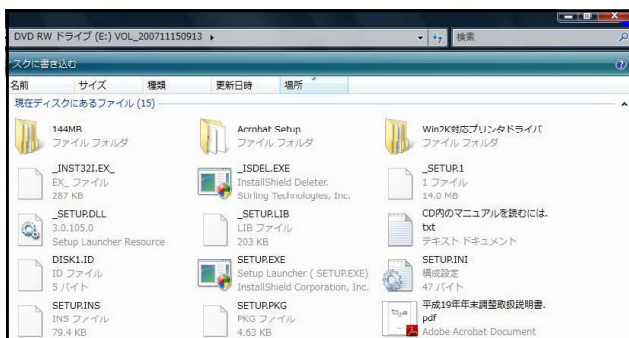 DVD RW ドライブ (E:) VOL_200711150913
検索
スクに書き込む
名前 サイズ 種類 更新日時 場所
現在ディスクにあるファイル (15)
144MB
ファイル フォルダ
Acrobat Setup
ファイル フォルダ
Win2K対応プリンタドライバ
ファイル フォルダ
_INST32I.EX_
EX_ ファイル
287 KB
_ISDEL.EXE
InstallShield Deleter.
Stirling Technologies, Inc.
_SETUP.1
1 ファイル
14.0 MB
_SETUP.DLL
3.0.105.0
Setup Launcher Resource
_SETUP.LIB
LIB ファイル
203 KB
CD内のマニュアルを読むには.
txt
テキスト ドキュメント
DISK1.ID
ID ファイル
5 バイト
SETUP.EXE
Setup Launcher ( SETUP.EXE)
InstallShield Corporation, Inc.
SETUP.INI
構成設定
47 バイト
SETUP.INS
INS ファイル
79.4 KB
SETUP.PKG
PKG ファイル
4.63 KB
平成19年年末調整取扱説明書.
pdf
Adobe Acrobat Document